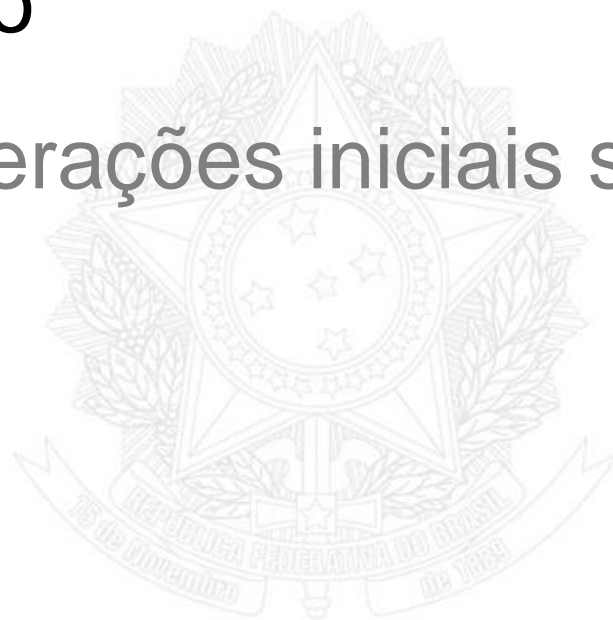 o
erações iniciais s
REPUBLICA FEDERATIVA DO BRASIL
15 de Novembro
de 1889